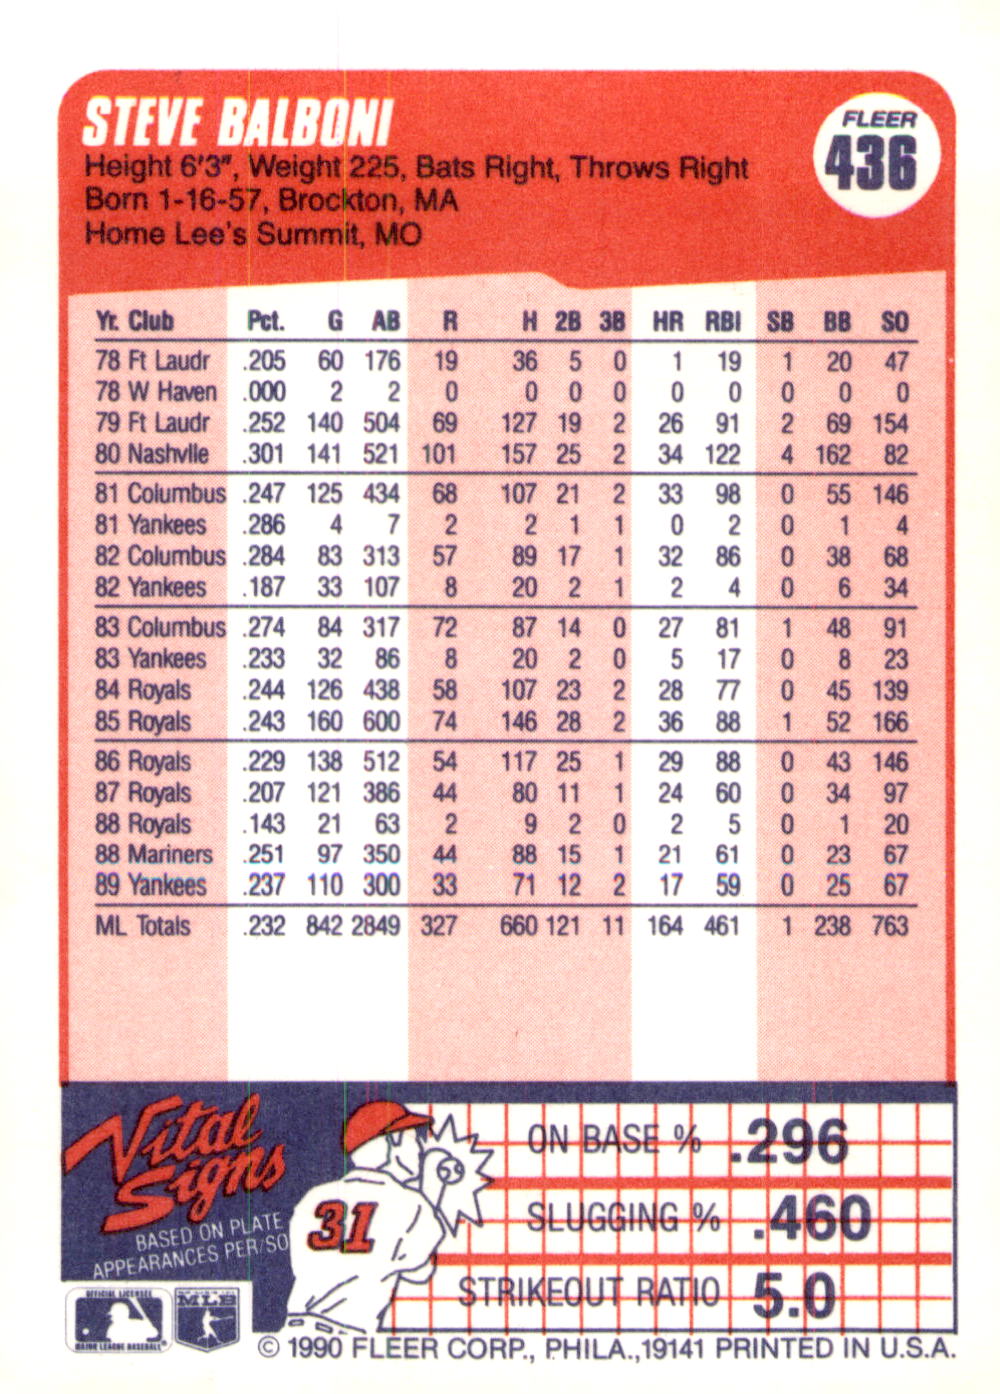 STEVE BALBONI
FLEER
436
Height 6'3", Weight 225, Bats Right, Throws Right
Born 1-16-57, Brockton, MA
Home Lee's Summit, MO
Yr. Club Pct. G AB R H 2B 3B HR RBI SB BB SO
78 Ft Laudr .205 60 176 19 36 5 0 1 19 1 20 47
78 W Haven .000 2 2 0 0 0 0 0 0 0 0 0
79 Ft Laudr .252 140 504 69 127 19 2 26 91 2 69 154
80 Nashvlle .301 141 521 101 157 25 2 34 122 4 162 82
81 Columbus .247 125 434 68 107 21 2 33 98 0 55 146
81 Yankees .286 4 7 2 2 1 1 0 2 0 1 4
82 Columbus .284 83 313 57 89 17 1 32 86 0 38 68
82 Yankees .187 33 107 8 20 2 1 2 4 0 6 34
83 Columbus .274 84 317 72 87 14 0 27 81 1 48 91
83 Yankees .233 32 86 8 20 2 0 5 17 0 8 23
84 Royals .244 126 438 58 107 23 2 28 77 0 45 139
85 Royals .243 160 600 74 146 28 2 36 88 1 52 166
86 Royals .229 138 512 54 117 25 1 29 88 0 43 146
87 Royals .207 121 386 44 80 11 1 24 60 0 34 97
88 Royals .143 21 63 2 9 2 0 2 5 0 1 20
88 Mariners .251 97 350 44 88 15 1 21 61 0 23 67
89 Yankees .237 110 300 33 71 12 2 17 59 0 25 67
ML Totals .232 842 2849 327 660 121 11 164 461 1 238 763
Vital
Signs
BASED ON PLATE
APPEARANCES PER/SO
31
ON BASE % .296
SLUGGING % .460
STRIKEOUT RATIO 5.0
OFFICIAL LICENSEE
MAJOR LEAGUE BASEBALL
MLB
© 1990 FLEER CORP., PHILA., 19141 PRINTED IN U.S.A.